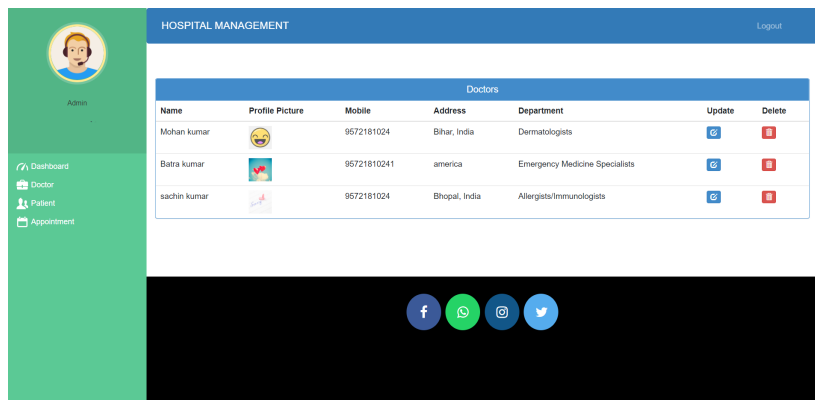 HOSPITAL MANAGEMENT Logout
Admin
Dashboard
Doctor
Patient
Appointment
Doctors
Name Profile Picture Mobile Address Department Update Delete
Mohan kumar 9572181024 Bihar, India Dermatologists
Batra kumar 95721810241 america Emergency Medicine Specialists
sachin kumar 9572181024 Bhopal, India Allergists/Immunologists